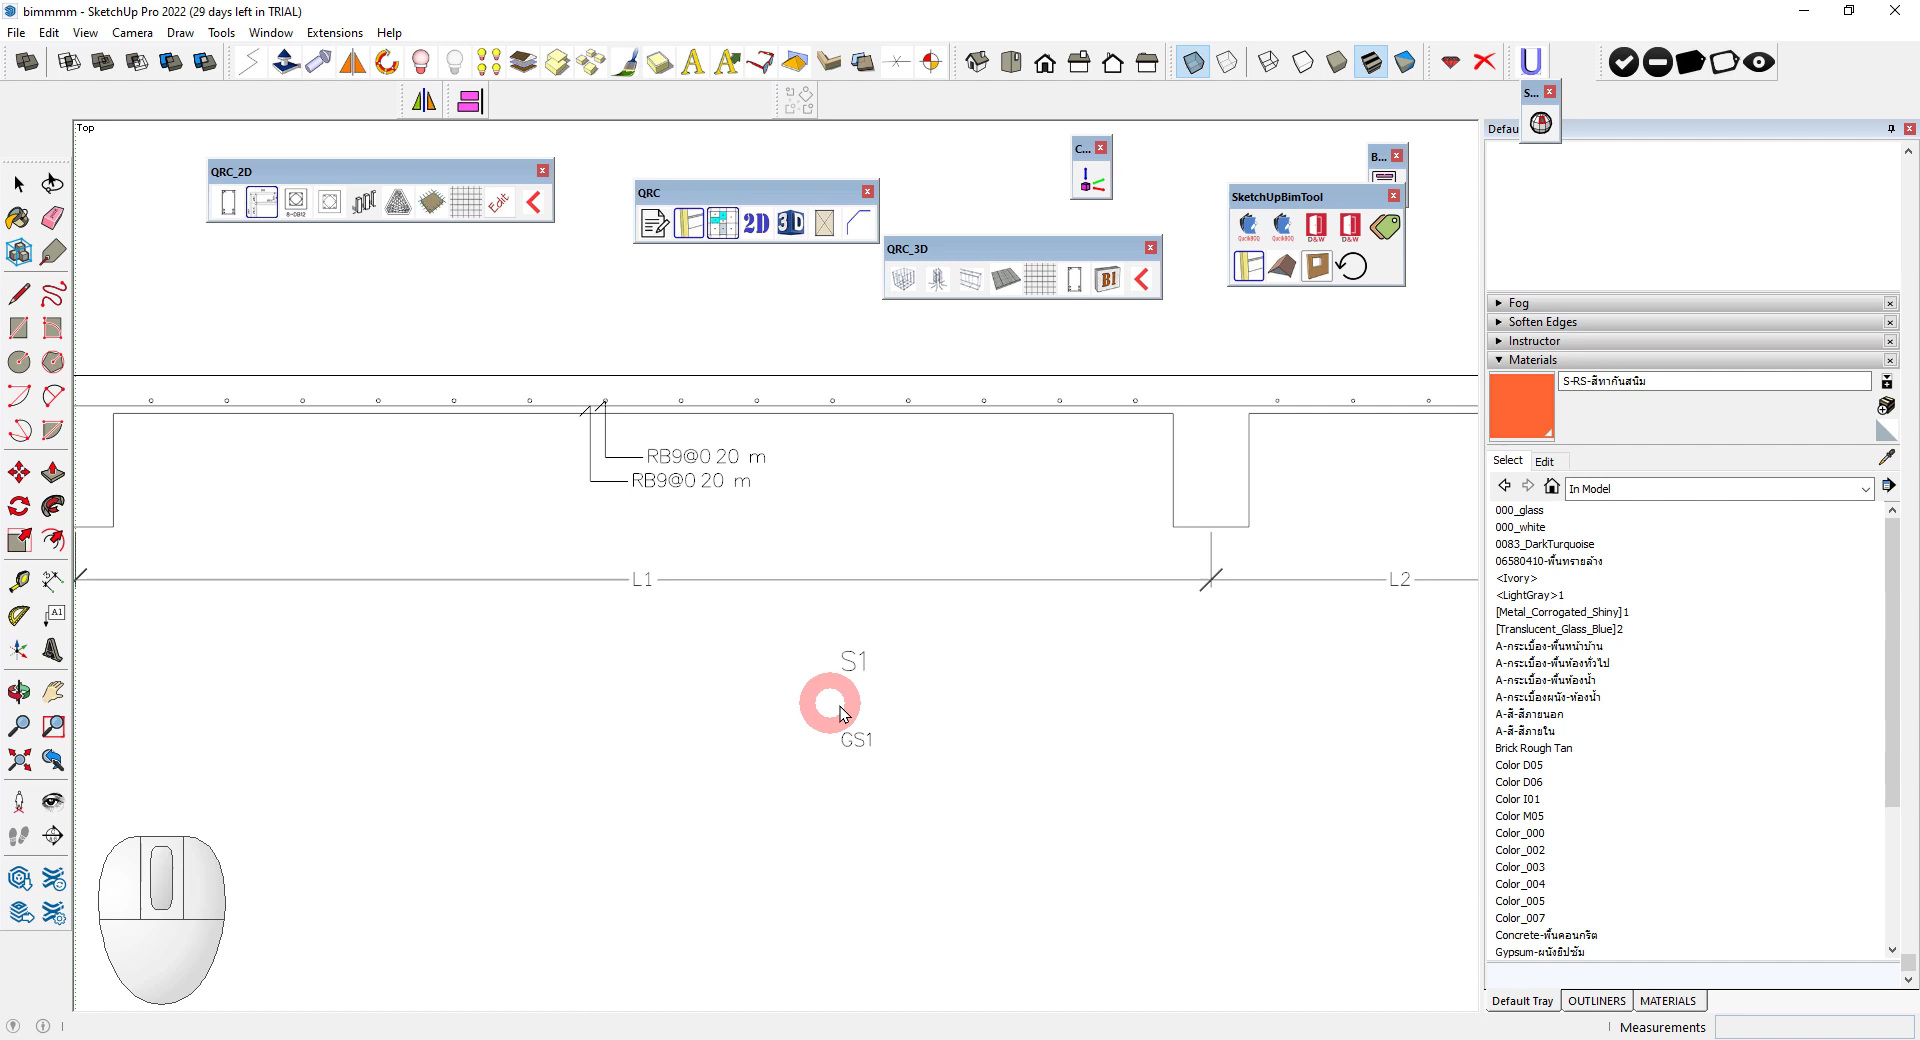 bimmmm - SketchUp Pro 2022 (29 days left in TRIAL)
File Edit View Camera Draw Tools Window Extensions Help
S...
Top
Defau
C...
B...
QRC_2D
8-DB12
Edit
QRC
2D
3D
SketchUpBimTool
D&W
D&W
QRC_3D
BI
Fog
Soften Edges
Instructor
Materials
S-RS-สีทากันสนิม
Select
Edit
In Model
000_glass
000_white
0083_DarkTurquoise
06580410-พื้นทรายล้าง
<Ivory>
<LightGray>1
[Metal_Corrogated_Shiny]1
[Translucent_Glass_Blue]2
A-กระเบื้อง-พื้นหน้าบ้าน
A-กระเบื้อง-พื้นห้องทั่วไป
A-กระเบื้อง-พื้นห้องน้ำ
A-กระเบื้องผนัง-ห้องน้ำ
A-สี-สีภายนอก
A-สี-สีภายใน
Brick Rough Tan
Color D05
Color D06
Color I01
Color M05
Color_000
Color_002
Color_003
Color_004
Color_005
Color_007
Concrete-พื้นคอนกรีต
Gypsum-ผนังยิปซัม
RB9@0 20 m
RB9@0 20 m
L1
L2
S1
GS1
A1
Default Tray OUTLINERS MATERIALS
Measurements